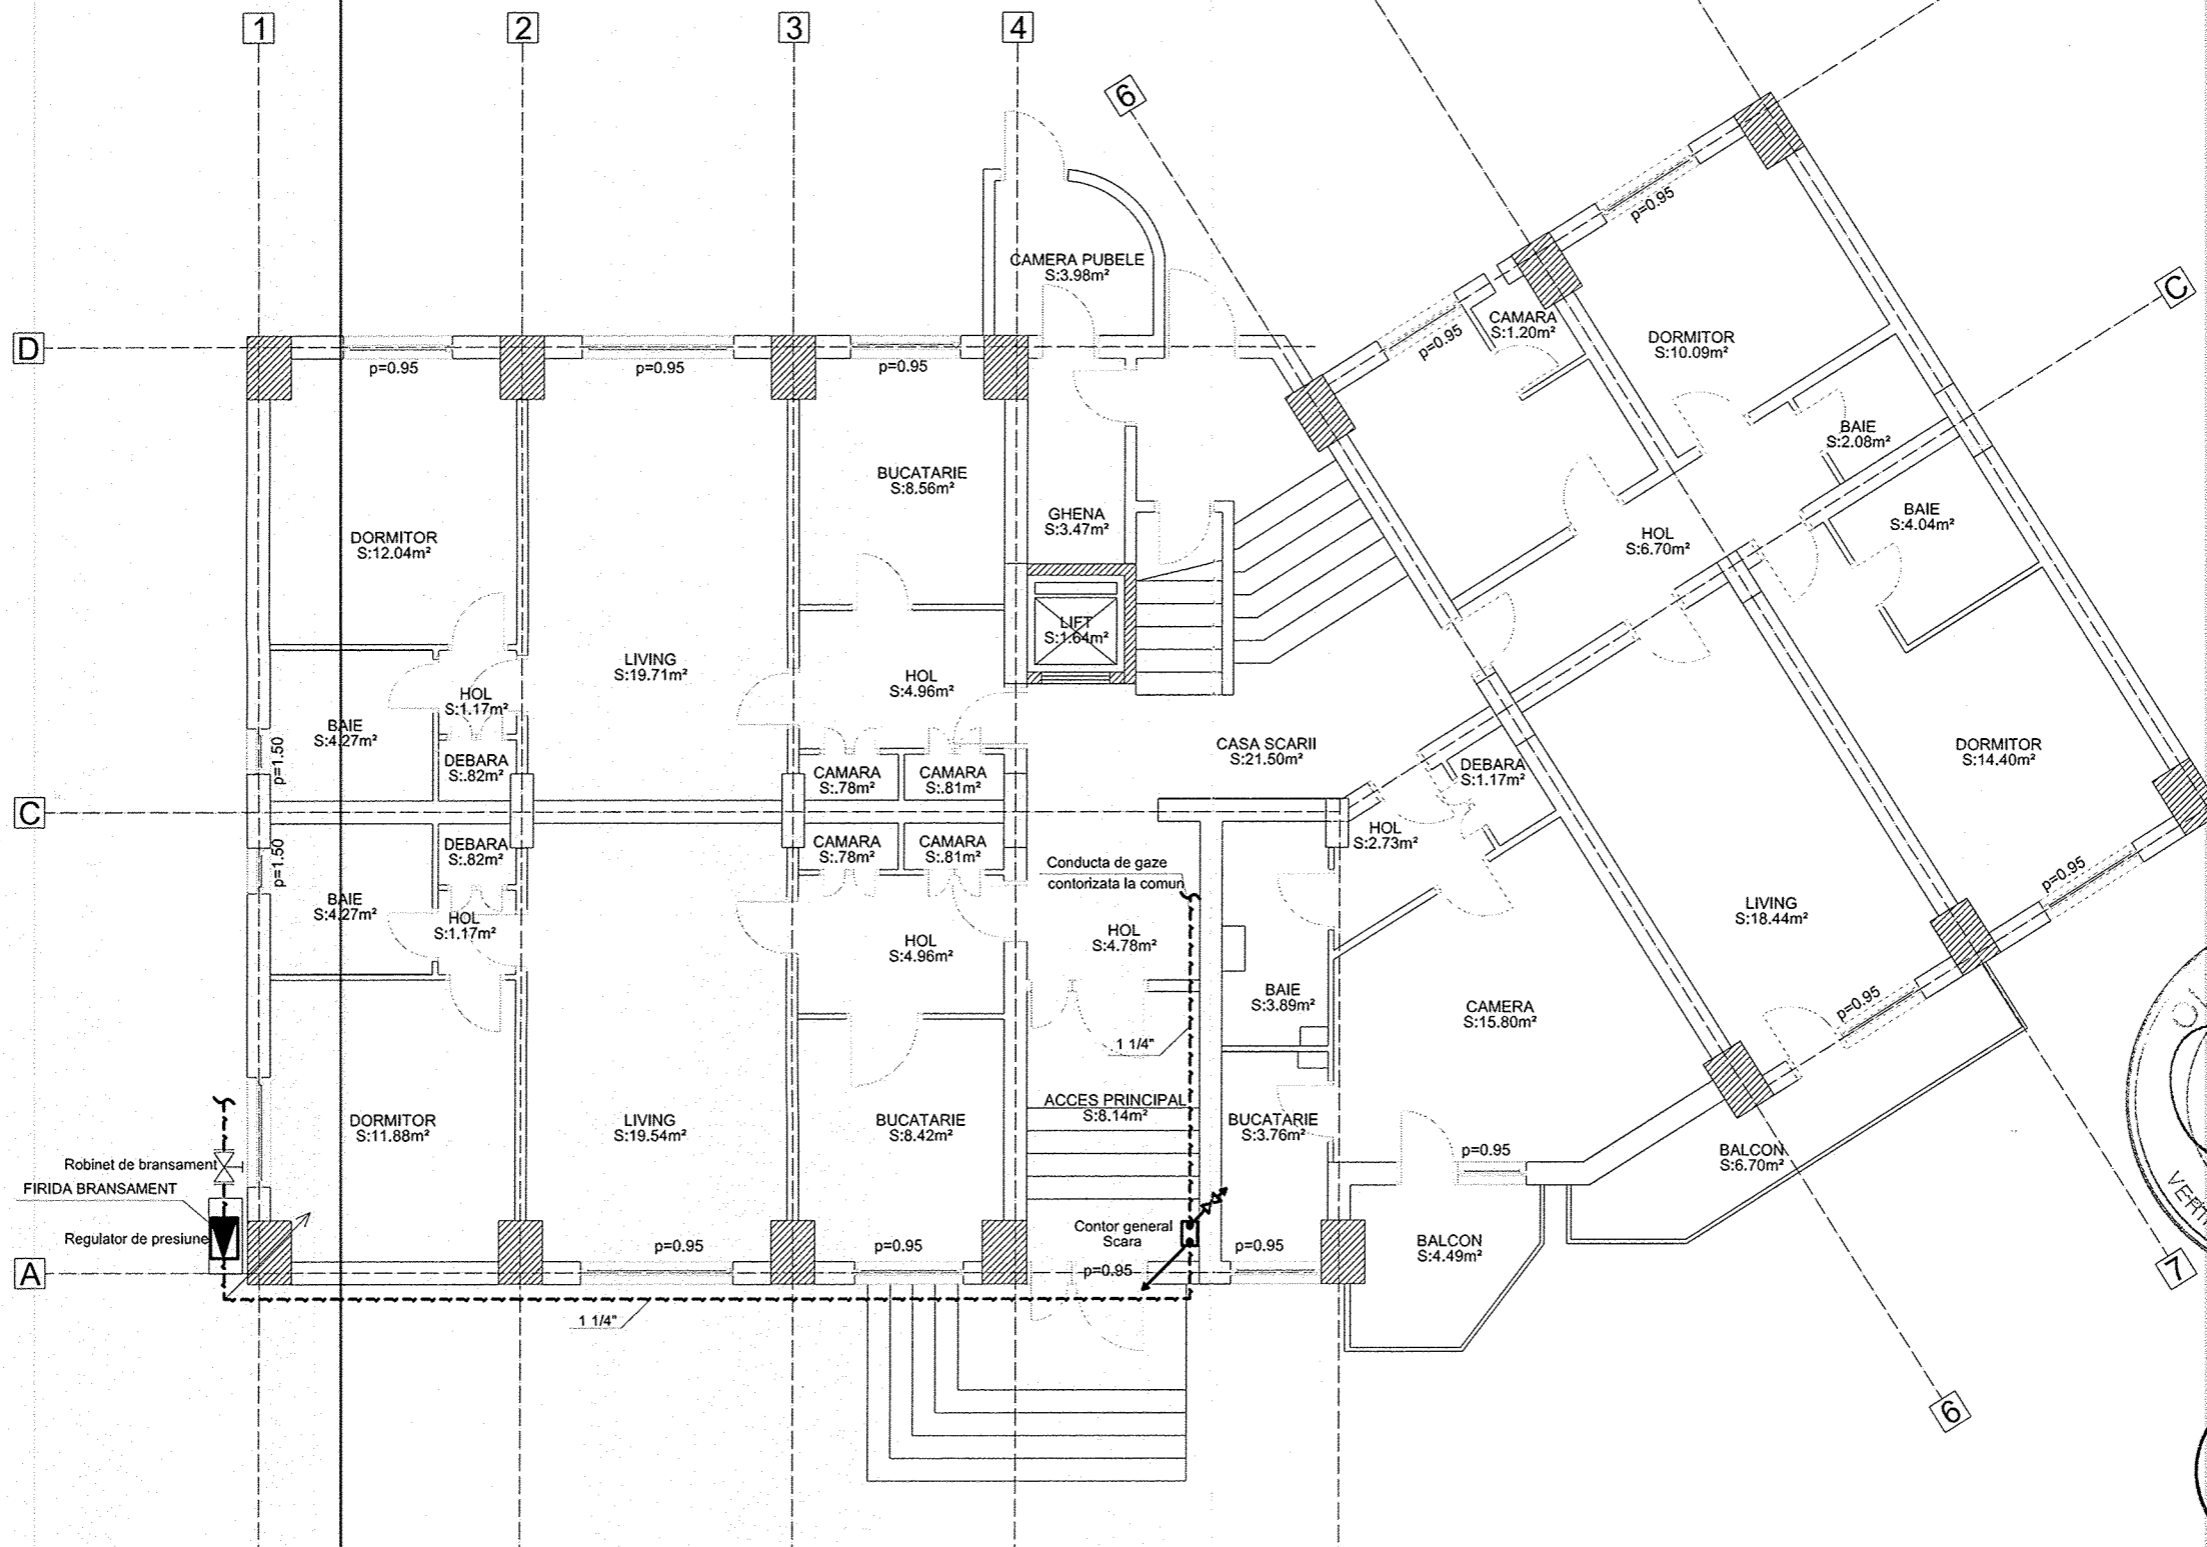 1
2
3
4
6
p=0.95
CAMERA PUBELE
S:3.98m²
C
CAMARA
S:1.20m²
p=0.95
DORMITOR
S:10.09m²
D
p=0.95
p=0.95
p=0.95
BAIE
S:2.08m²
BUCATARIE
S:8.56m²
GHENA
S:3.47m²
BAIE
S:4.04m²
DORMITOR
S:12.04m²
HOL
S:6.70m²
LIFT
S:1.64m²
LIVING
S:19.71m²
HOL
S:4.96m²
HOL
S:1.17m²
BAIE
S:4.27m²
p=1.50
DEBARA
S:.82m²
CAMARA
S:.78m²
CAMARA
S:.81m²
CASA SCARII
S:21.50m²
DEBARA
S:1.17m²
DORMITOR
S:14.40m²
C
p=1.50
DEBARA
S:.82m²
CAMARA
S:.78m²
CAMARA
S:.81m²
HOL
S:2.73m²
Conducta de gaze
contorizata la comun
p=0.95
BAIE
S:4.27m²
HOL
S:1.17m²
HOL
S:4.96m²
HOL
S:4.78m²
LIVING
S:18.44m²
BAIE
S:3.89m²
CAMERA
S:15.80m²
p=0.95
1 1/4"
ACCES PRINCIPAL
S:8.14m²
DORMITOR
S:11.88m²
LIVING
S:19.54m²
BUCATARIE
S:8.42m²
BUCATARIE
S:3.76m²
p=0.95
BALCON
S:6.70m²
Robinet de bransament
FIRIDA BRANSAMENT
Regulator de presiune
Contor general
Scara
p=0.95
p=0.95
p=0.95
p=0.95
BALCON
S:4.49m²
A
7
1 1/4"
6